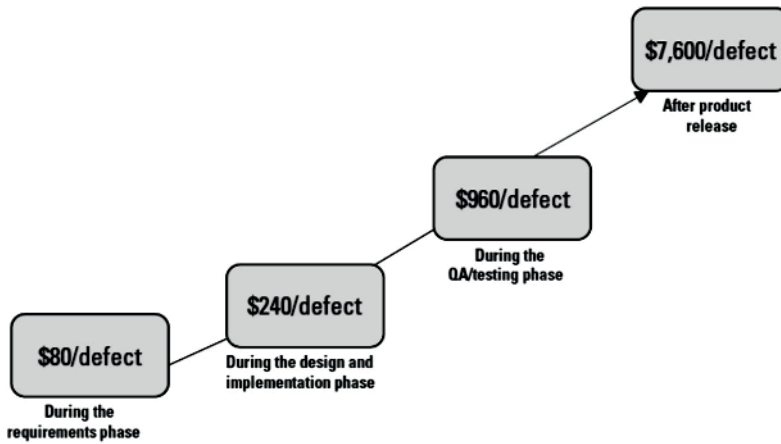 $7,600/defect
After product
release
$960/defect
During the
QA/testing phase
$240/defect
During the design and
implementation phase
$80/defect
During the
requirements phase